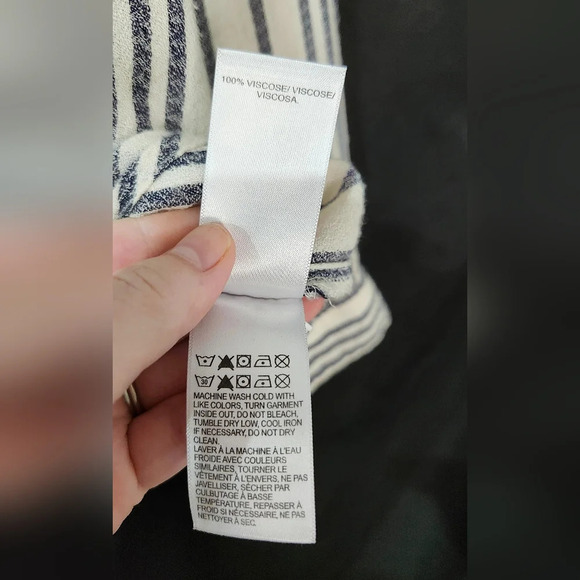 100% VISCOSE/ VISCOSE/
VISCOSA
30
MACHINE WASH COLD WITH
LIKE COLORS, TURN GARMENT
INSIDE OUT, DO NOT BLEACH,
TUMBLE DRY LOW, COOL IRON
IF NECESSARY, DO NOT DRY
CLEAN.
LAVER À LA MACHINE À L'EAU
FROIDE AVEC COULEURS
SIMILAIRES, TOURNER LE
VÊTEMENT À L'ENVERS, NE PAS
JAVELLISER, SÉCHER PAR
CULBUTAGE À BASSE
TEMPÉRATURE, REPASSER À
FROID SI NÉCESSAIRE, NE PAS
NETTOYER À SEC.